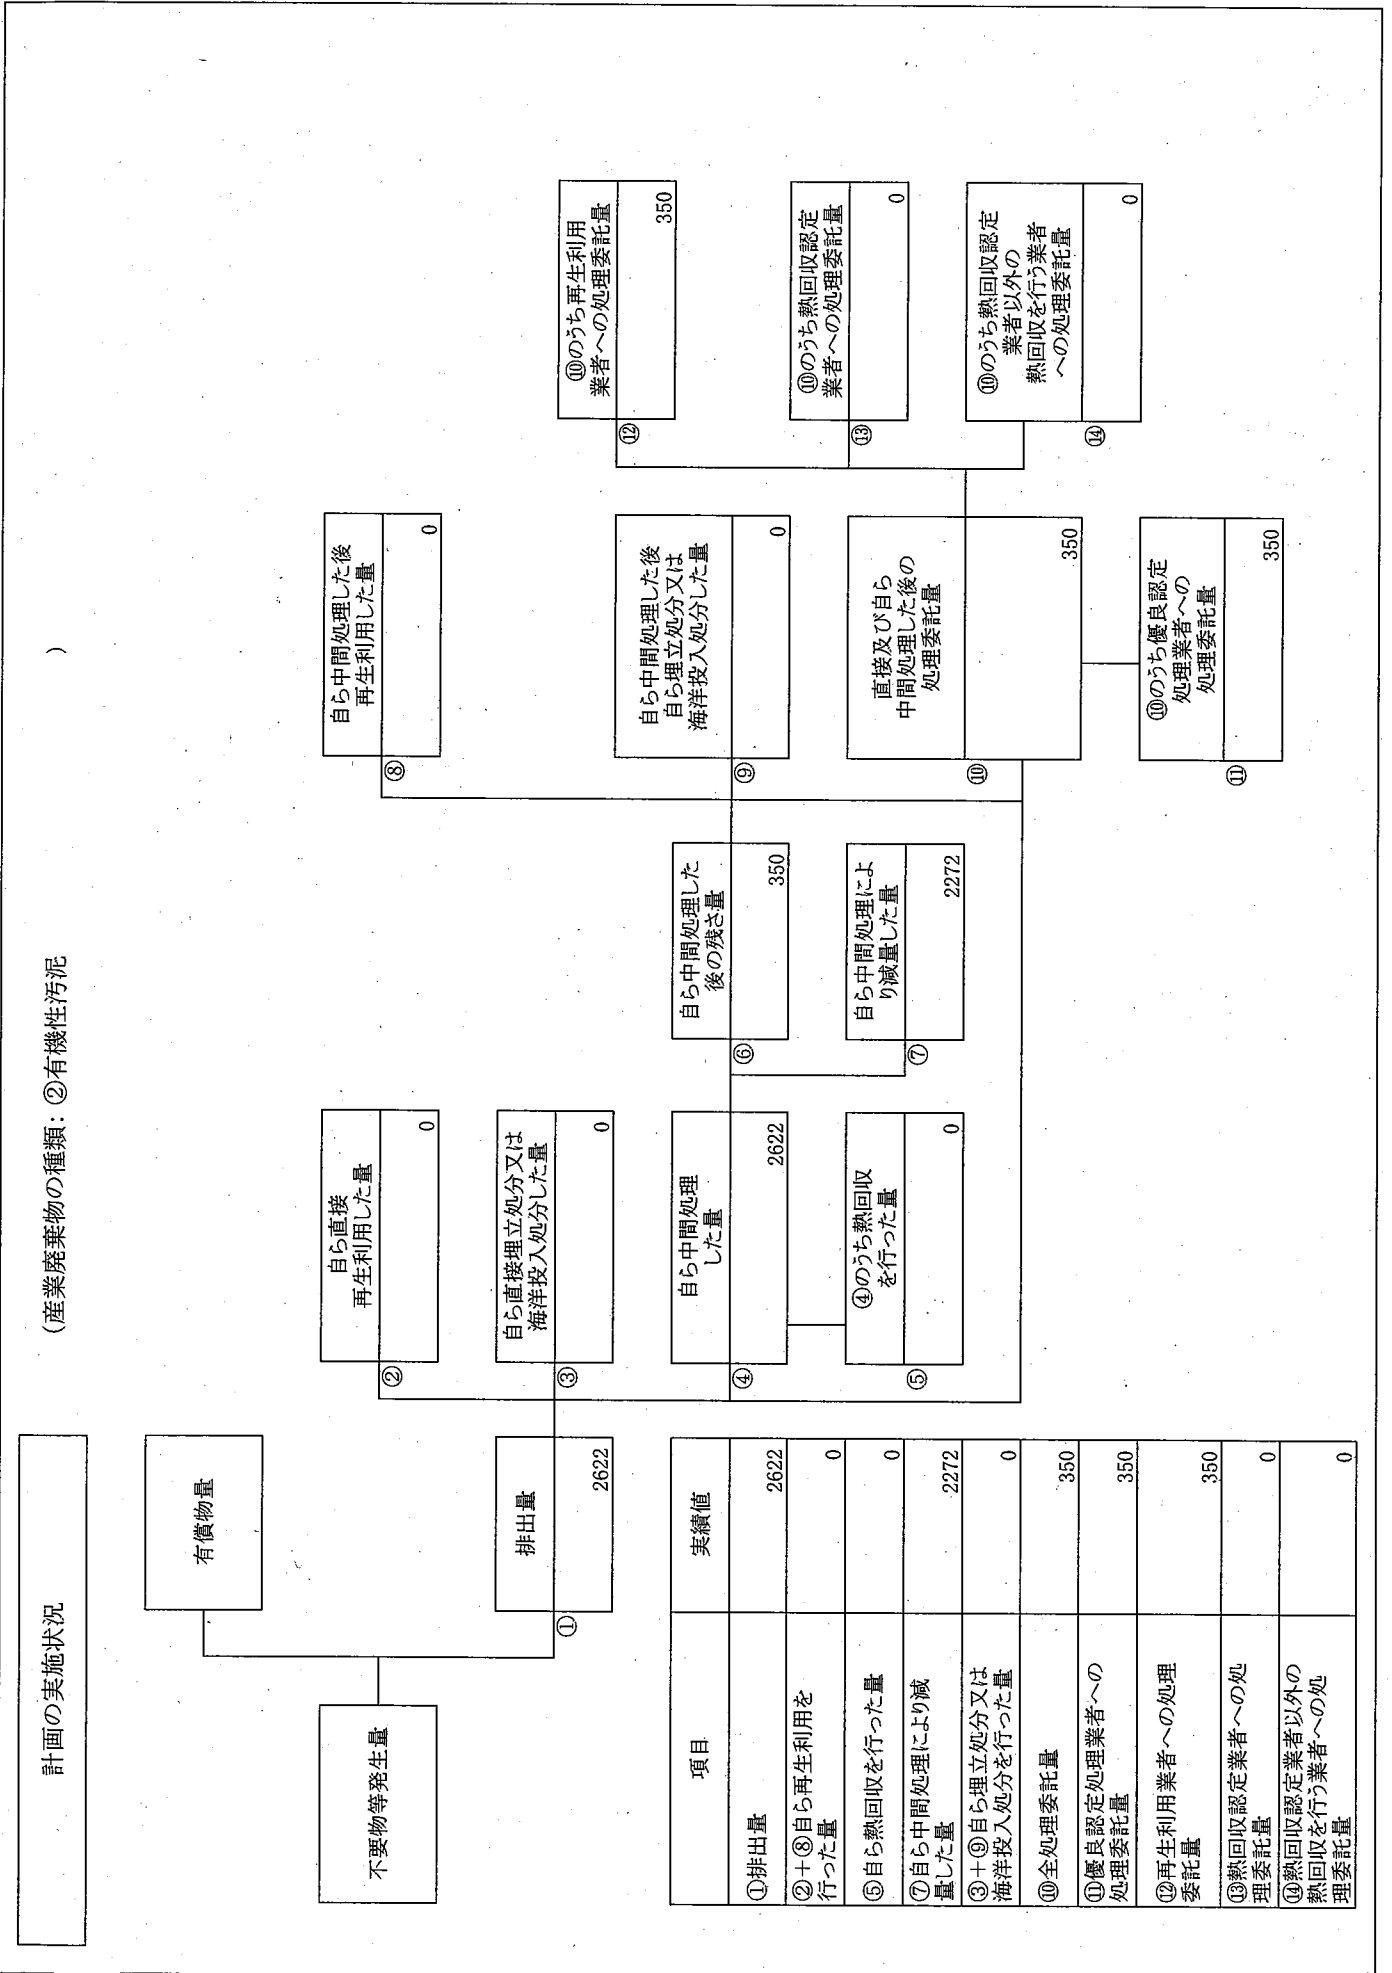 計画の実施状況
（産業廃棄物の種類：②有機性汚泥
）
不要物等発生量
有償物量
①
排出量
2622
②
自ら直接
再生利用した量
0
③
自ら直接埋立処分又は
海洋投入処分した量
0
④
自ら中間処理
した量
2622
⑤
④のうち熱回収
を行った量
0
⑥
自ら中間処理した
後の残さ量
350
⑦
自ら中間処理によ
り減量した量
2272
⑧
自ら中間処理した後
再生利用した量
0
⑨
自ら中間処理した後
自ら埋立処分又は
海洋投入処分した量
0
⑩
直接及び自ら
中間処理した後の
処理委託量
350
⑪
⑩のうち優良認定
処理業者への
処理委託量
350
⑫
⑩のうち再生利用
業者への処理委託量
350
⑬
⑩のうち熱回収認定
業者への処理委託量
0
⑭
⑩のうち熱回収認定
業者以外の
熱回収を行う業者
への処理委託量
0
項目
実績値
①排出量
2622
②＋⑧自ら再生利用を
行った量
0
⑤自ら熱回収を行った量
0
⑦自ら中間処理により減
量した量
2272
③＋⑨自ら埋立処分又は
海洋投入処分を行った量
0
⑩全処理委託量
350
⑪優良認定処理業者への
処理委託量
350
⑫再生利用業者への処理
委託量
350
⑬熱回収認定業者への処
理委託量
0
⑭熱回収認定業者以外の
熱回収を行う業者への処
理委託量
0